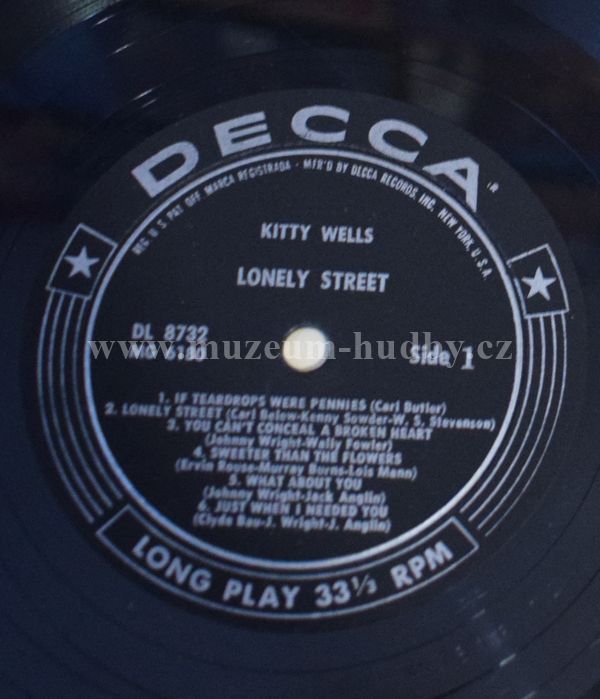 DECCA
REG. U. S. PAT. OFF. MARCA REGISTRADA • MFR'D BY DECCA RECORDS, INC. NEW YORK, U.S.A.
KITTY WELLS
LONELY STREET
DL 8732
MG 6180
Side 1
www.muzeum-hudby.cz
1. IF TEARDROPS WERE PENNIES (Carl Butler)
2. LONELY STREET (Carl Belew-Kenny Sowder-W. S. Stevenson)
3. YOU CAN'T CONCEAL A BROKEN HEART
(Johnny Wright-Wally Fowler)
4. SWEETER THAN THE FLOWERS
(Ervin Rouse-Murray Burns-Lois Mann)
5. WHAT ABOUT YOU
(Johnny Wright-Jack Anglin)
6. JUST WHEN I NEEDED YOU
(Clyde Bau-J. Wright-J. Anglin)
LONG PLAY 33⅓ RPM